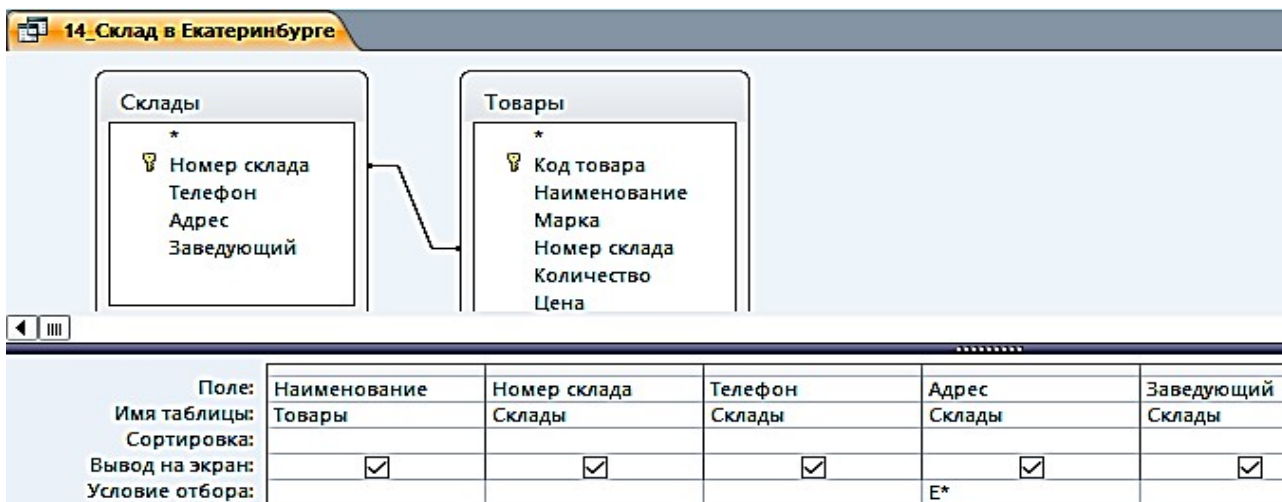 14_Склад в Екатеринбурге
Склады
*
Номер склада
Телефон
Адрес
Заведующий
Товары
*
Код товара
Наименование
Марка
Номер склада
Количество
Цена
Поле: Наименование Номер склада Телефон Адрес Заведующий
Имя таблицы: Товары Склады Склады Склады Склады
Сортировка:
Вывод на экран:
Условие отбора: Е*